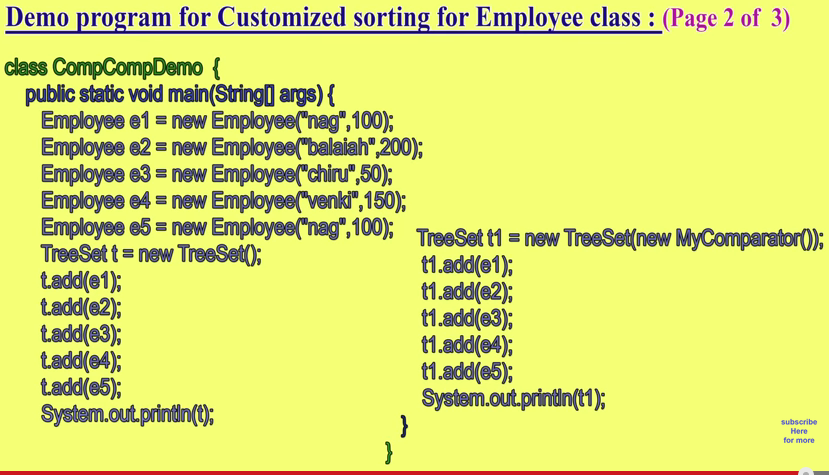 Demo program for Customized sorting for Employee class : (Page 2 of 3)
class CompCompDemo {
public static void main(String[] args) {
Employee e1 = new Employee("nag",100);
Employee e2 = new Employee("balaiah",200);
Employee e3 = new Employee("chiru",50);
Employee e4 = new Employee("venki",150);
Employee e5 = new Employee("nag",100);
TreeSet t = new TreeSet();
t.add(e1);
t.add(e2);
t.add(e3);
t.add(e4);
t.add(e5);
System.out.println(t);
TreeSet t1 = new TreeSet(new MyComparator());
t1.add(e1);
t1.add(e2);
t1.add(e3);
t1.add(e4);
t1.add(e5);
System.out.println(t1);
}
}
subscribe
Here
for more